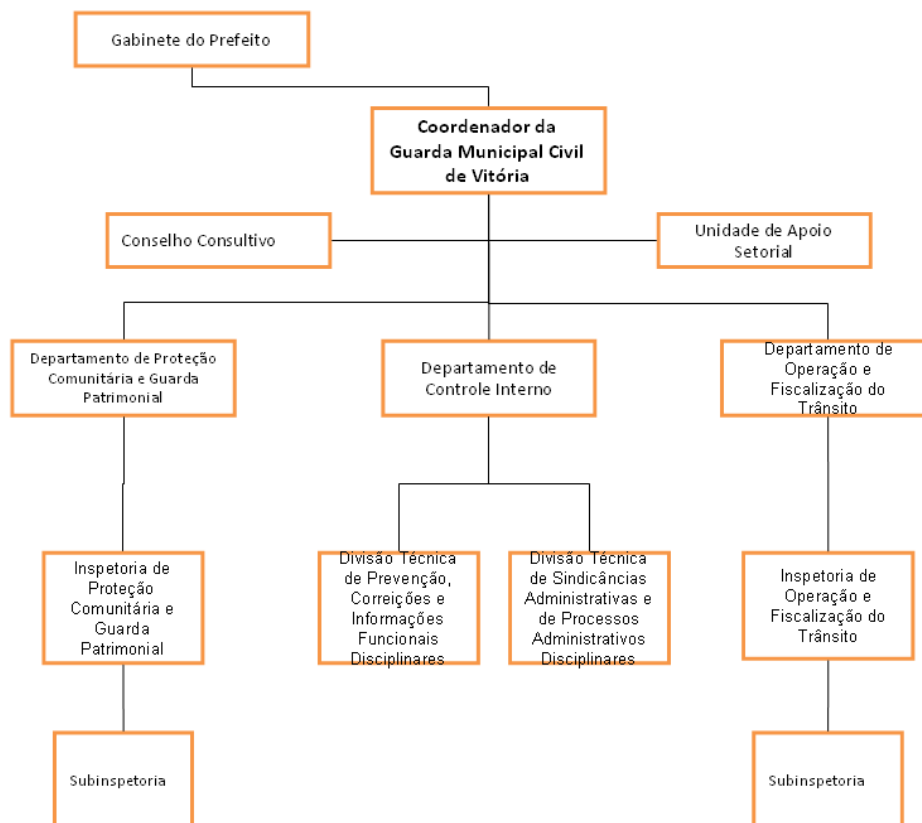 Gabinete do Prefeito
Coordenador da
Guarda Municipal Civil
de Vitória
Conselho Consultivo
Unidade de Apoio
Setorial
Departamento de Proteção
Comunitária e Guarda
Patrimonial
Departamento de
Controle Interno
Departamento de
Operação e
Fiscalização do
Trânsito
Inspetoria de
Proteção
Comunitária e
Guarda
Patrimonial
Divisão Técnica
de Prevenção,
Correições e
Informações
Funcionais
Disciplinares
Divisão Técnica
de Sindicâncias
Administrativas e
de Processos
Administrativos
Disciplinares
Inspetoria de
Operação e
Fiscalização do
Trânsito
Subinspetoria
Subinspetoria